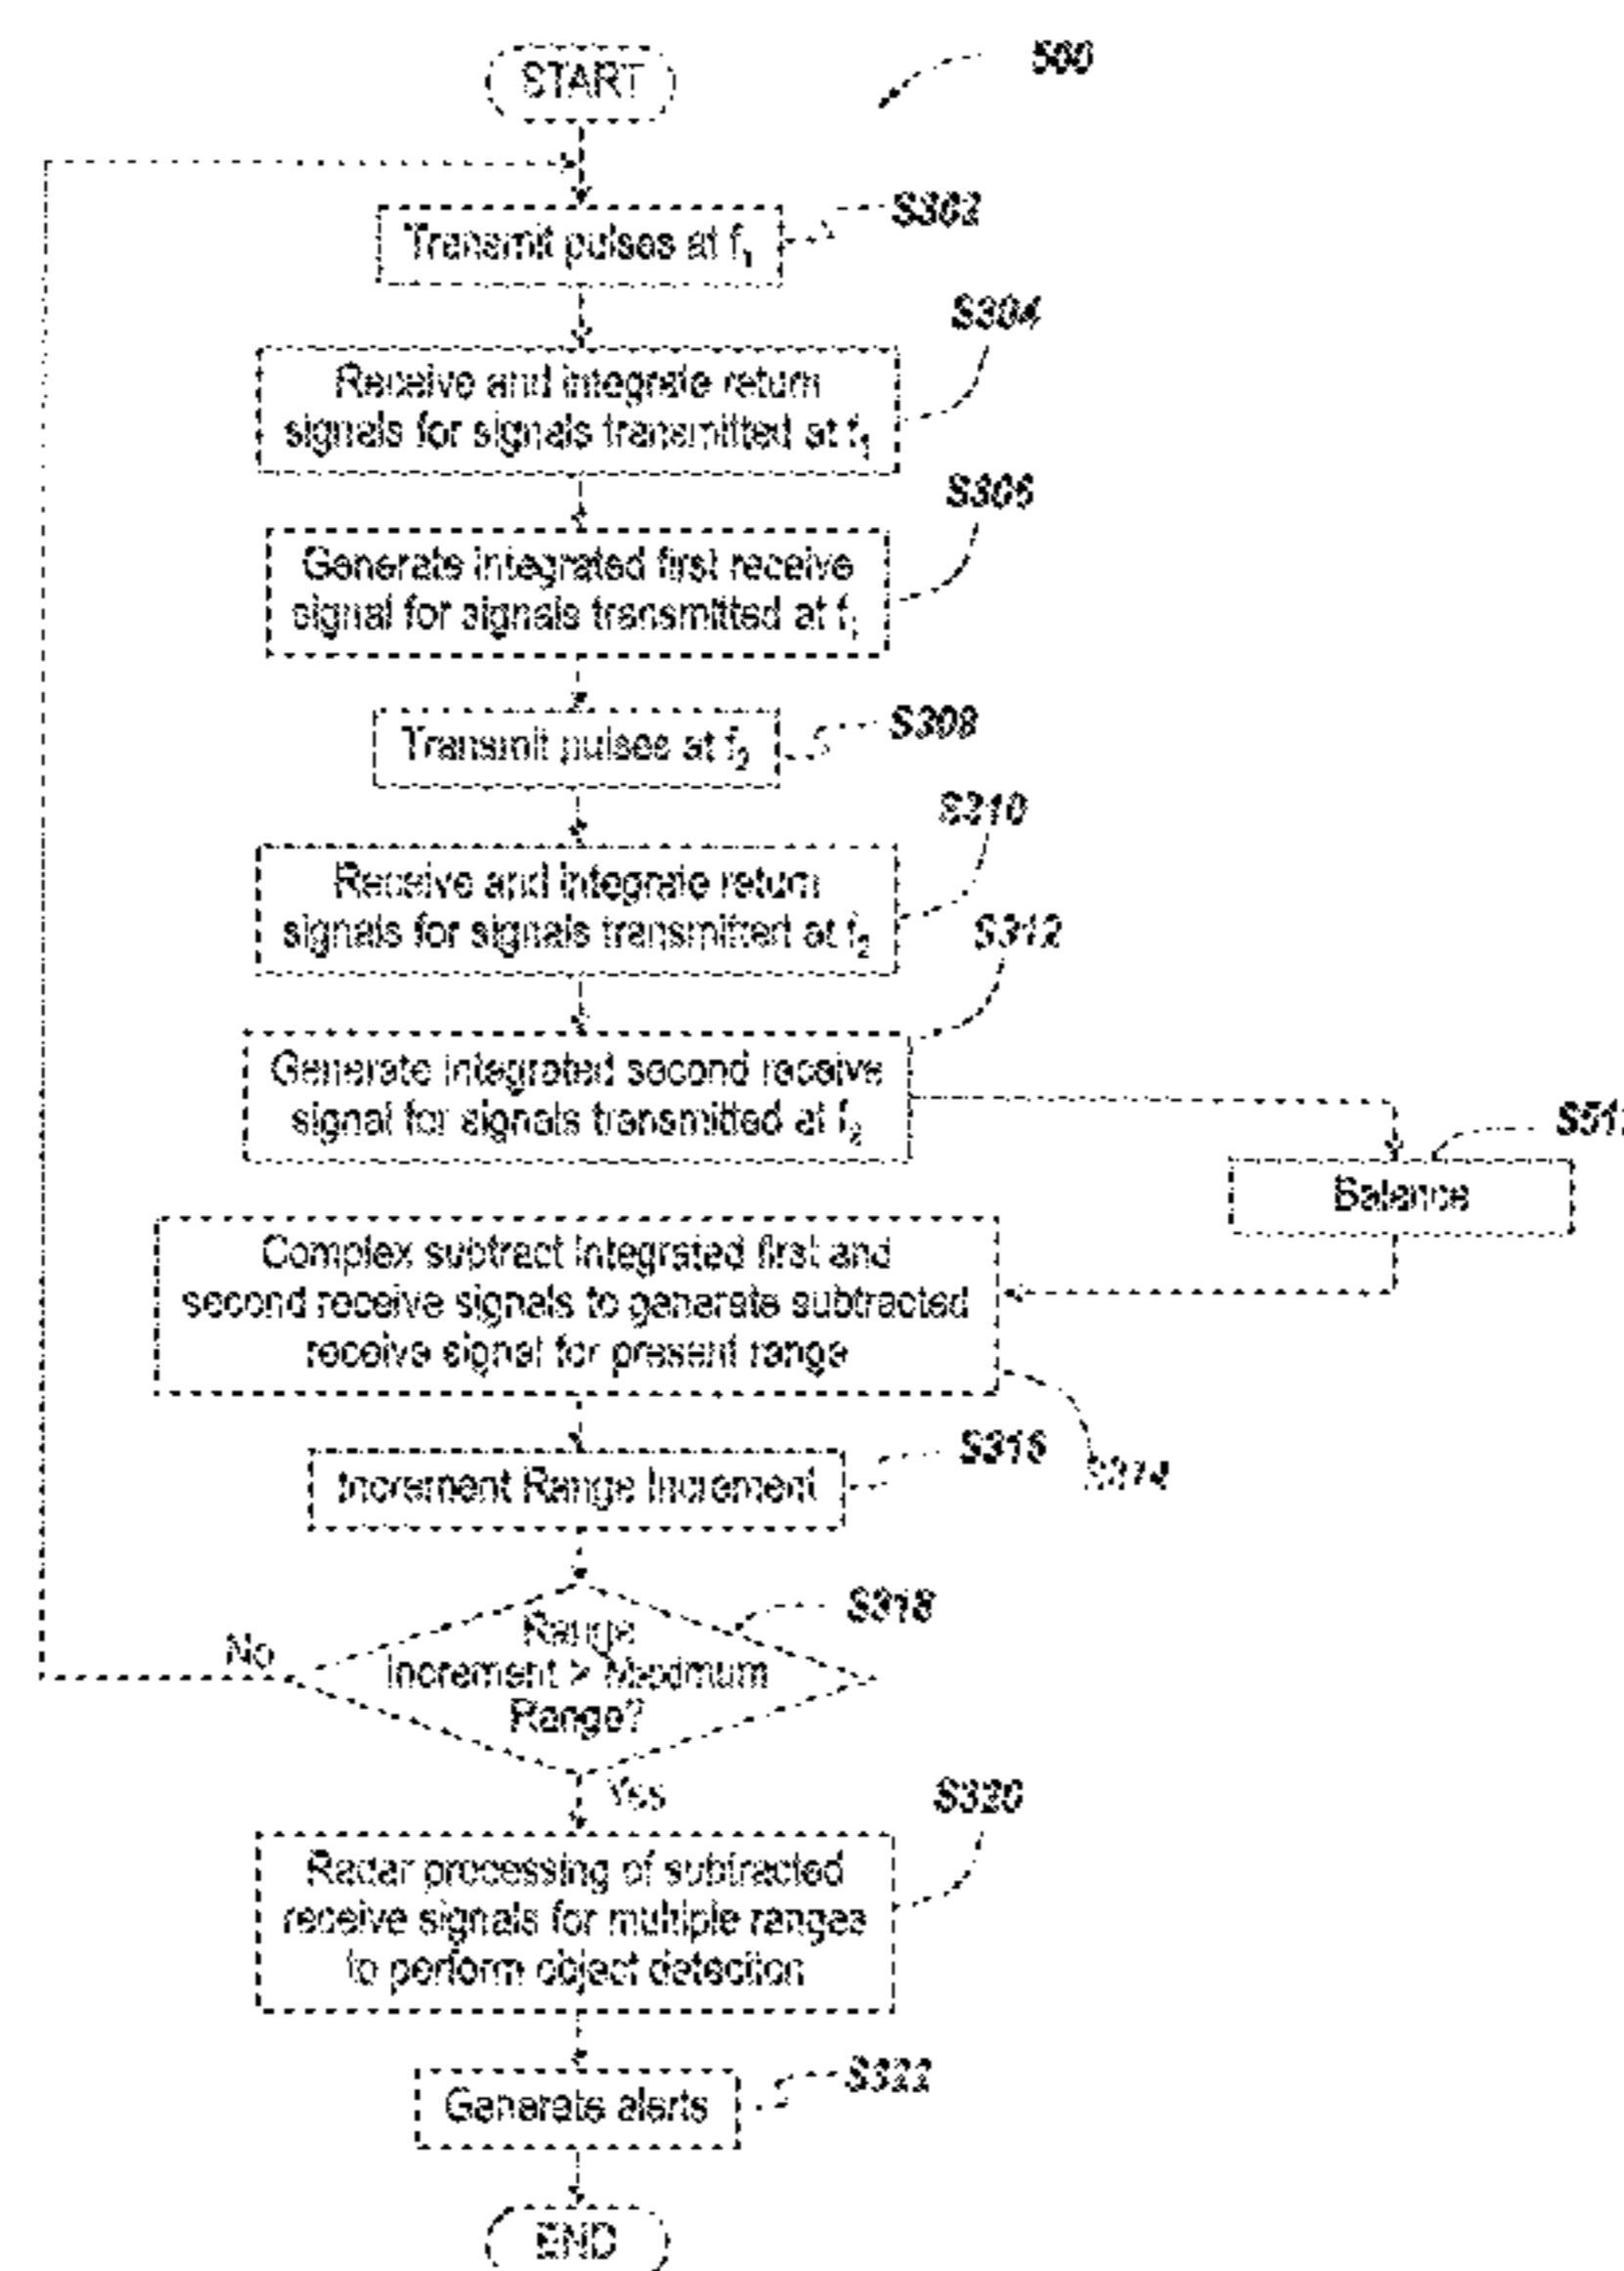 START
500
Transmit pulses at f1
S302
S304
Receive and integrate return
signals for signals transmitted at f1
S306
Generate integrated first receive
signal for signals transmitted at f1
Transmit pulses at f2
S308
S310
Receive and integrate return
signals for signals transmitted at f2
S312
Generate integrated second receive
signal for signals transmitted at f2
Balance
Complex subtract integrated first and
second receive signals to generate subtracted
receive signal for present range
S314
Increment Range Increment
S316
Range
increment > Maximum
Range?
S318
No
Yes
S320
Radar processing of subtracted
receive signals for multiple ranges
to perform object detection
Generate alerts
S322
END